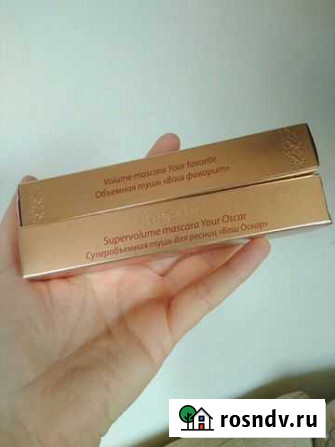 Volume mascara Your favorite
Объемная тушь «Ваш фаворит»
Supervolume mascara Your Oscar
Суперобъемная тушь для ресниц «Ваш Оскар»
rosndv.ru